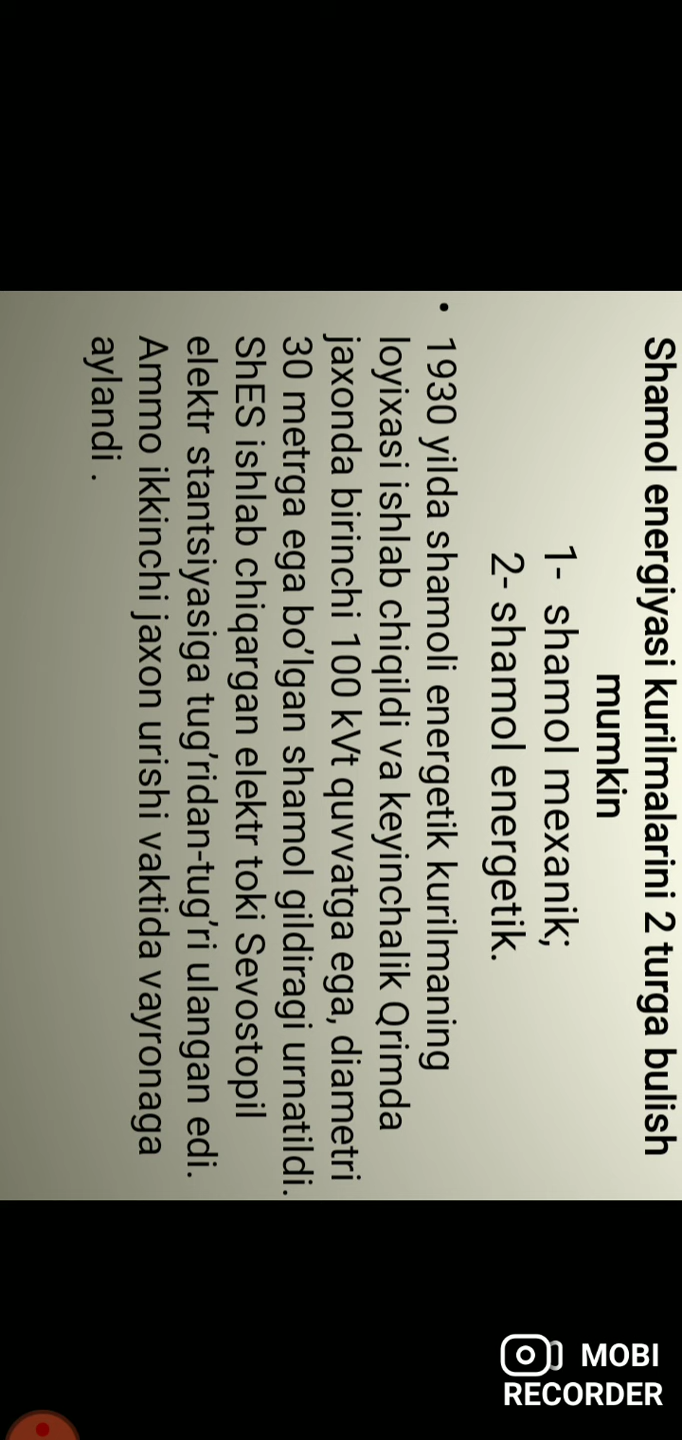 Shamol energiyasi kurilmalarini 2 turga bulish
mumkin
1- shamol mexanik;
2- shamol energetik.
• 1930 yilda shamoli energetik kurilmaning
loyixasi ishlab chiqildi va keyinchalik Qrimda
jaxonda birinchi 100 kVt quvvatga ega, diametri
30 metrga ega bo'lgan shamol gildiragi urnatildi.
ShES ishlab chiqargan elektr toki Sevostopil
elektr stantsiyasiga tug'ridan-tug'ri ulangan edi.
Ammo ikkinchi jaxon urishi vaktida vayronaga
aylandi .
MOBI
RECORDER